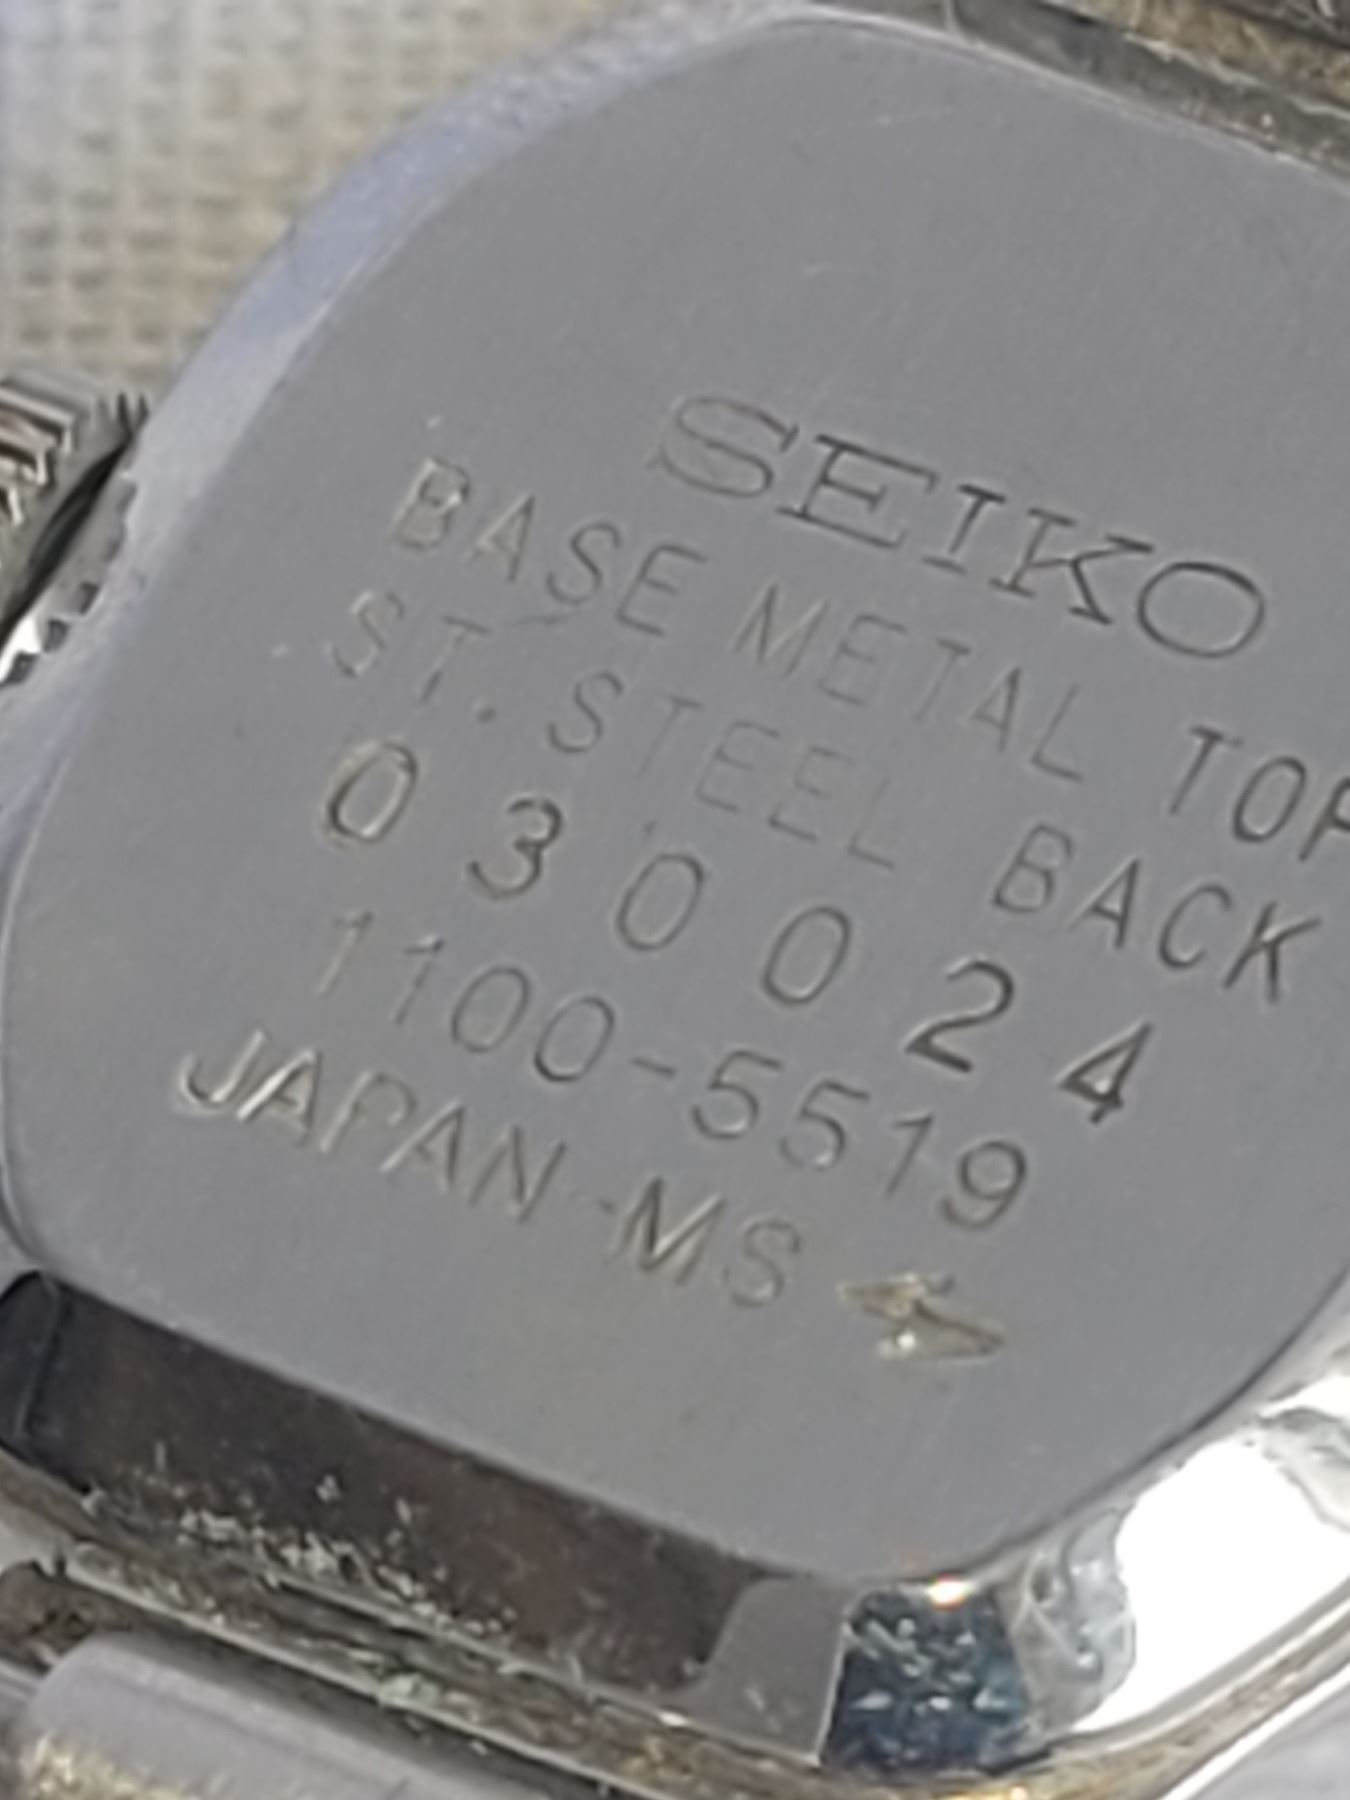 SEIKO
BASE METAL TOP
ST. STEEL BACK
030024
1100-5519
JAPAN-MS